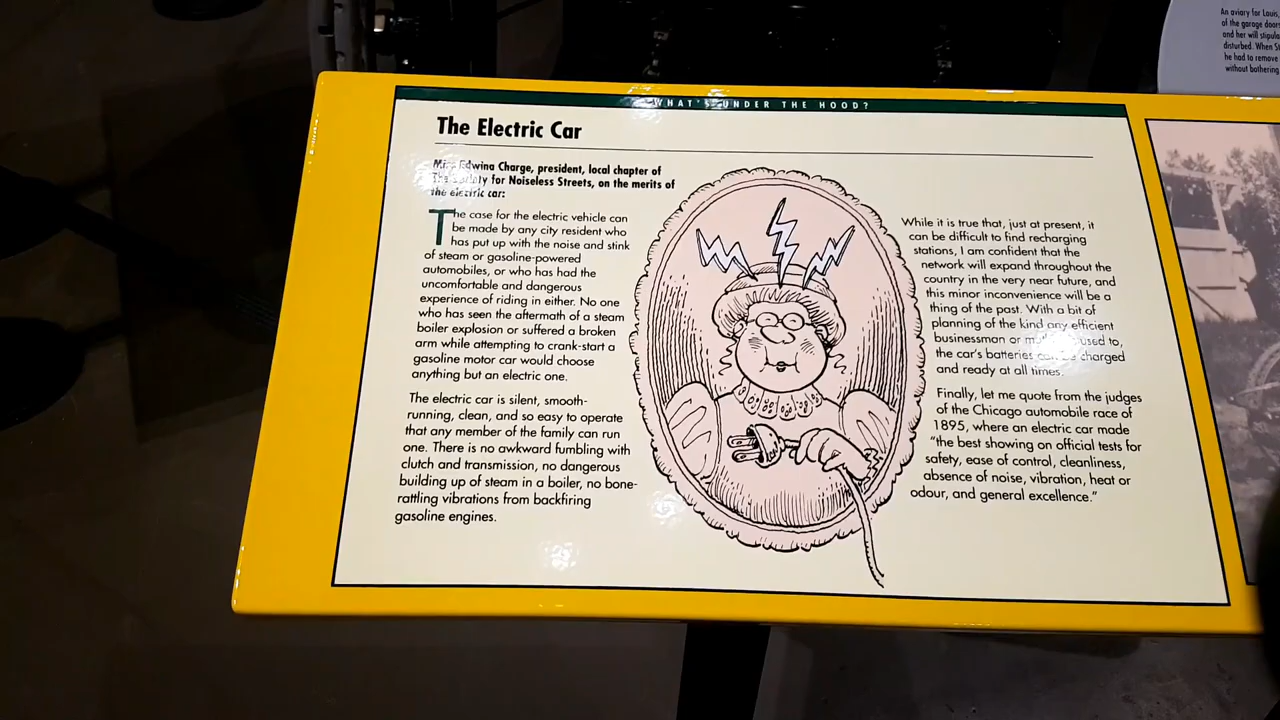 An aviary for Louis,
of the garage doors
and her will stipula
disturbed. When S
he had to remove
without bothering
WHAT'S UNDER THE HOOD?
The Electric Car
Miss Edwina Charge, president, local chapter of
The Society for Noiseless Streets, on the merits of
the electric car:
The case for the electric vehicle can
be made by any city resident who
has put up with the noise and stink
of steam or gasoline-powered
automobiles, or who has had the
uncomfortable and dangerous
experience of riding in either. No one
who has seen the aftermath of a steam
boiler explosion or suffered a broken
arm while attempting to crank-start a
gasoline motor car would choose
anything but an electric one.
The electric car is silent, smooth-
running, clean, and so easy to operate
that any member of the family can run
one. There is no awkward fumbling with
clutch and transmission, no dangerous
building up of steam in a boiler, no bone-
rattling vibrations from backfiring
gasoline engines.
While it is true that, just at present, it
can be difficult to find recharging
stations, I am confident that the
network will expand throughout the
country in the very near future, and
this minor inconvenience will be a
thing of the past. With a bit of
planning of the kind any efficient
businessman or used to,
the car's batteries can be charged
and ready at all times.
Finally, let me quote from the judges
of the Chicago automobile race of
1895, where an electric car made
"the best showing on official tests for
safety, ease of control, cleanliness,
absence of noise, vibration, heat or
odour, and general excellence."